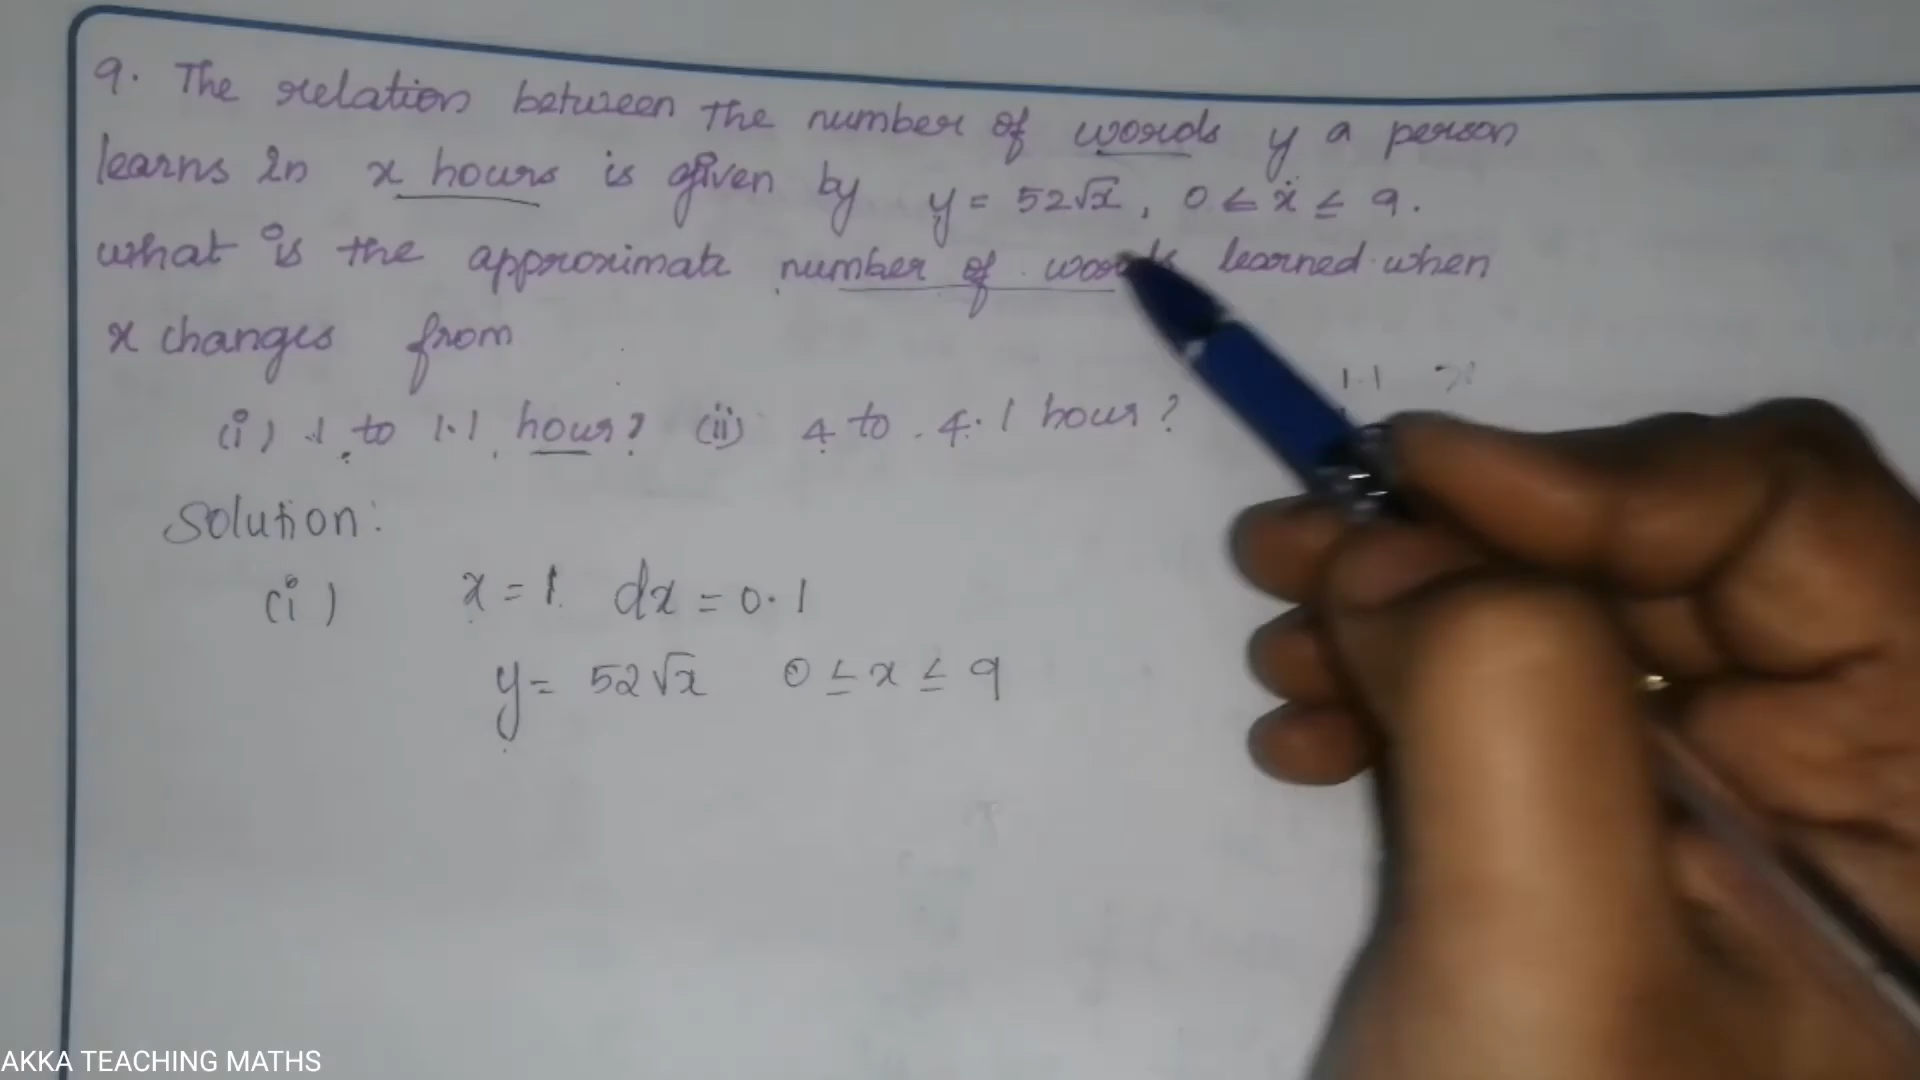 9. The relation between the number of words y a person
learns in x hours is given by y = 52√x, 0 ≤ x ≤ 9.
what is the approximate number of words learned when
x changes from
(i) 1 to 1.1 hour? (ii) 4 to 4.1 hour?
1.1
Solution:
(i) x = 1 dx = 0.1
y = 52√x 0 ≤ x ≤ 9
AKKA TEACHING MATHS